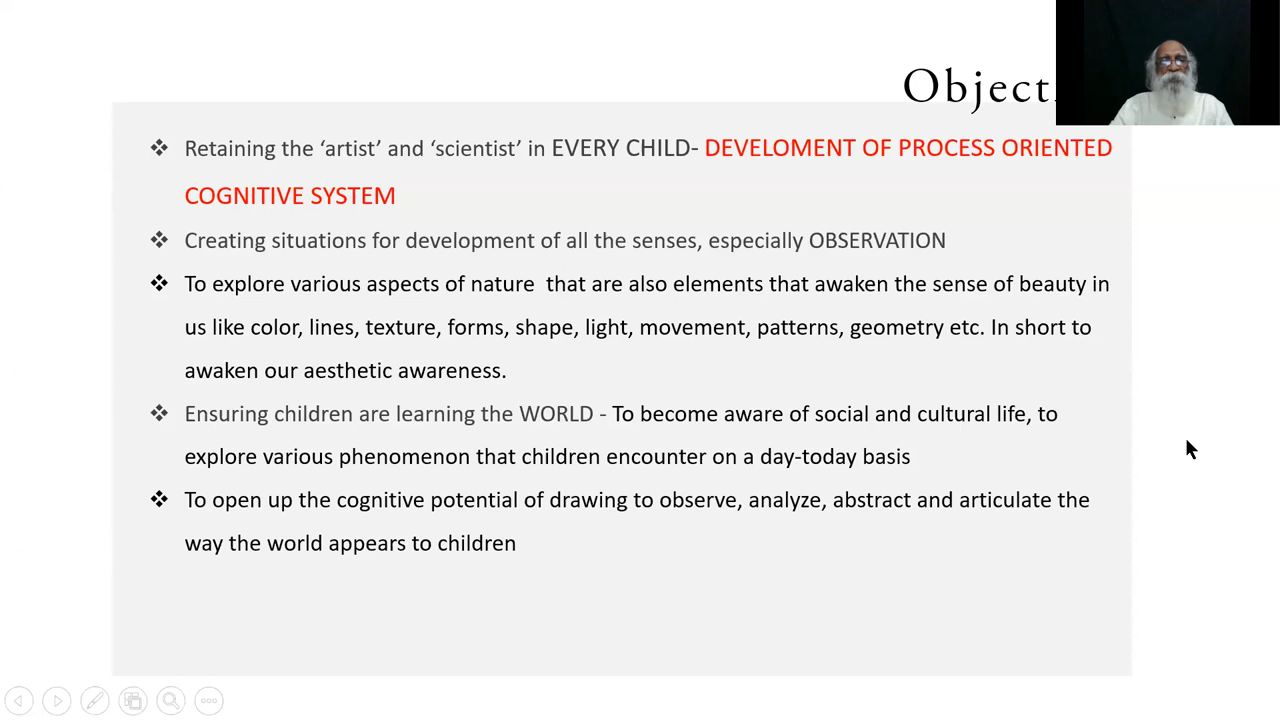 Object
❖ Retaining the ‘artist’ and ‘scientist’ in EVERY CHILD- DEVELOMENT OF PROCESS ORIENTED
COGNITIVE SYSTEM
❖ Creating situations for development of all the senses, especially OBSERVATION
❖ To explore various aspects of nature that are also elements that awaken the sense of beauty in
us like color, lines, texture, forms, shape, light, movement, patterns, geometry etc. In short to
awaken our aesthetic awareness.
❖ Ensuring children are learning the WORLD - To become aware of social and cultural life, to
explore various phenomenon that children encounter on a day-today basis
❖ To open up the cognitive potential of drawing to observe, analyze, abstract and articulate the
way the world appears to children